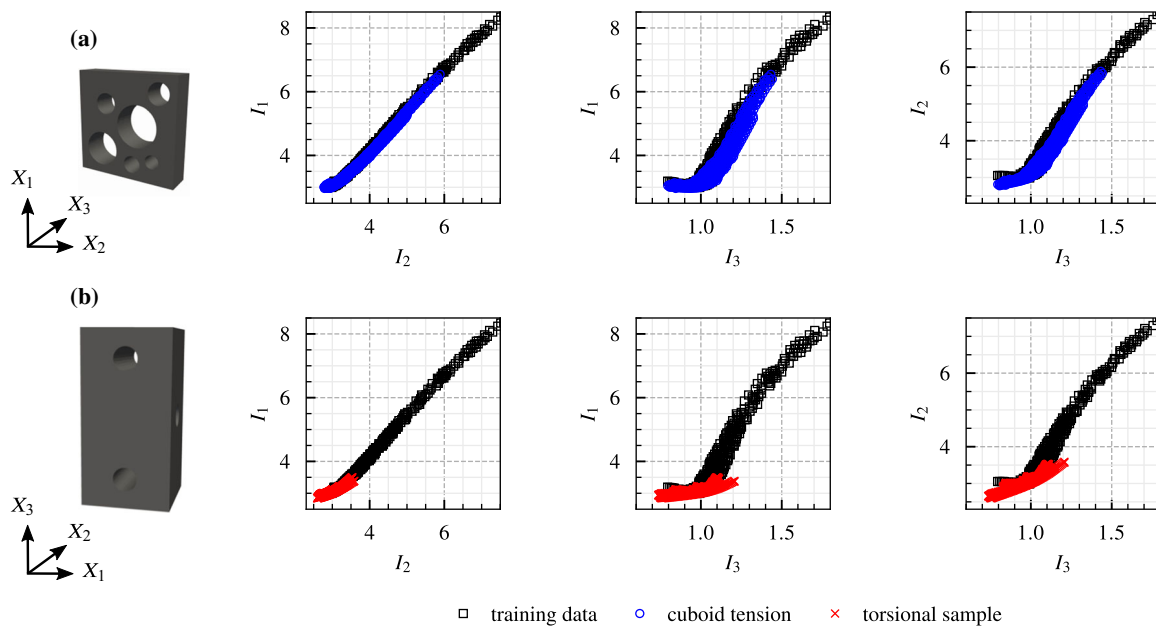 (a)
X₁
X₃
X₂
I₁
8
6
4
4 6
I₂
I₁
8
6
4
1.0 1.5
I₃
I₂
6
4
1.0 1.5
I₃
(b)
X₃
X₂
X₁
I₁
8
6
4
4 6
I₂
I₁
8
6
4
1.0 1.5
I₃
I₂
6
4
1.0 1.5
I₃
training data cuboid tension torsional sample